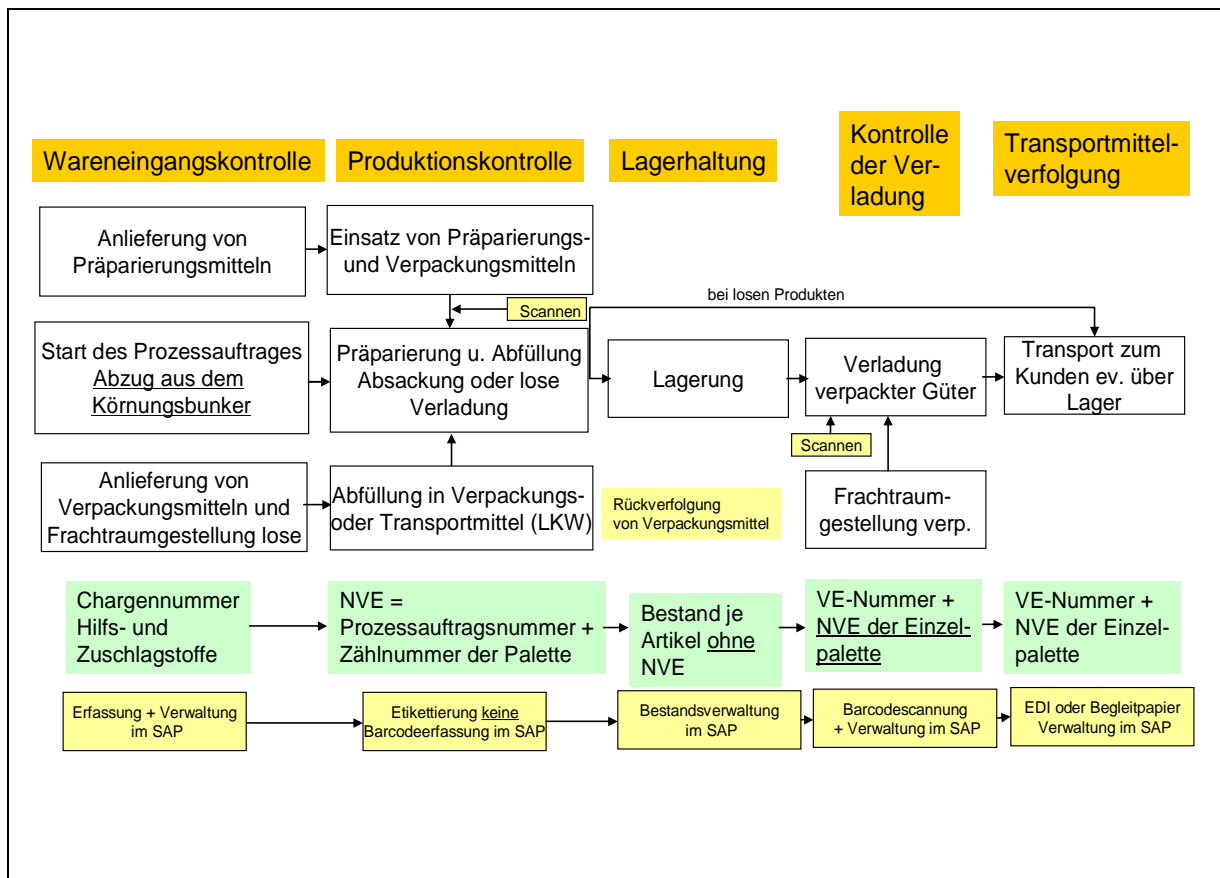 Wareneingangskontrolle
Produktionskontrolle
Lagerhaltung
Kontrolle
der Ver-
ladung
Transportmittel-
verfolgung
Anlieferung von
Präparierungsmitteln
Einsatz von Präparierungs-
und Verpackungsmitteln
Scannen
bei losen Produkten
Start des Prozessauftrages
Abzug aus dem
Körnungsbunker
Präparierung u. Abfüllung
Absackung oder lose
Verladung
Lagerung
Verladung
verpackter Güter
Transport zum
Kunden ev. über
Lager
Scannen
Anlieferung von
Verpackungsmitteln und
Frachtraumgestellung lose
Abfüllung in Verpackungs-
oder Transportmittel (LKW)
Rückverfolgung
von Verpackungsmittel
Frachtraum-
gestellung verp.
Chargennummer
Hilfs- und
Zuschlagstoffe
NVE =
Prozessauftragsnummer +
Zählnummer der Palette
Bestand je
Artikel ohne
NVE
VE-Nummer +
NVE der Einzel-
palette
VE-Nummer +
NVE der Einzel-
palette
Erfassung + Verwaltung
im SAP
Etikettierung keine
Barcodeerfassung im SAP
Bestandsverwaltung
im SAP
Barcodescannung
+ Verwaltung im SAP
EDI oder Begleitpapier
Verwaltung im SAP